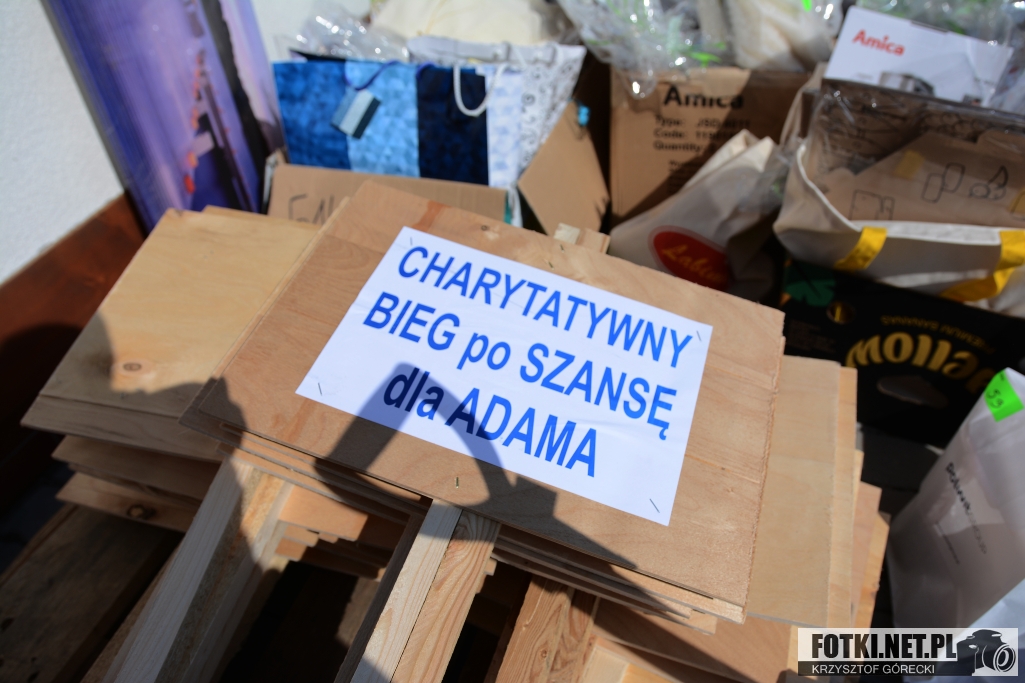 Amica
Amica
CHARYTATYWNY
BIEG po SZANSĘ
dla ADAMA
FOTKI.NET.PL
KRZYSZTOF GÓRECKI